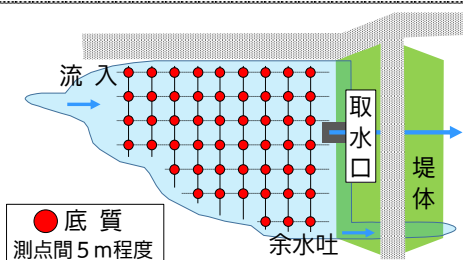 流 入
取水口
堤体
底 質
測点間５ｍ程度
余水吐